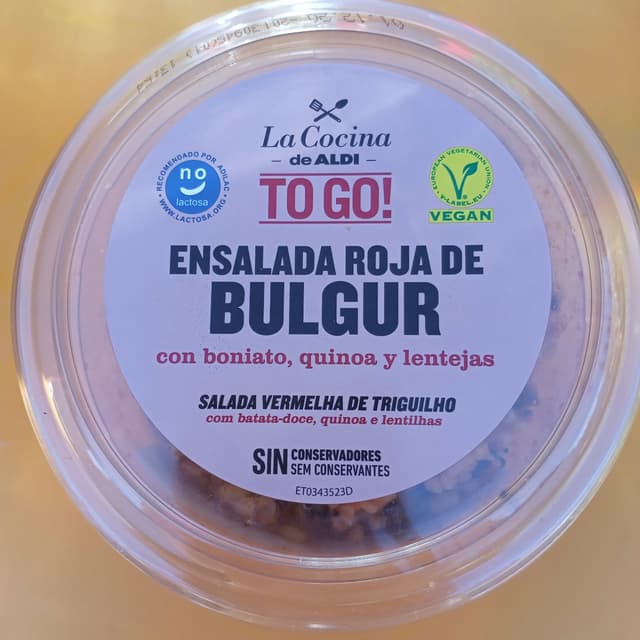 La Cocina
de ALDI
TO GO!
RECOMENDADO POR ADILAC
no
lactosa
WWW.LACTOSA.ORG
EUROPEAN VEGETARIAN UNION
V-LABEL.EU
VEGAN
ENSALADA ROJA DE
BULGUR
con boniato, quinoa y lentejas
SALADA VERMELHA DE TRIGUILHO
com batata-doce, quinoa e lentilhas
SIN CONSERVADORES
SEM CONSERVANTES
ET0343523D